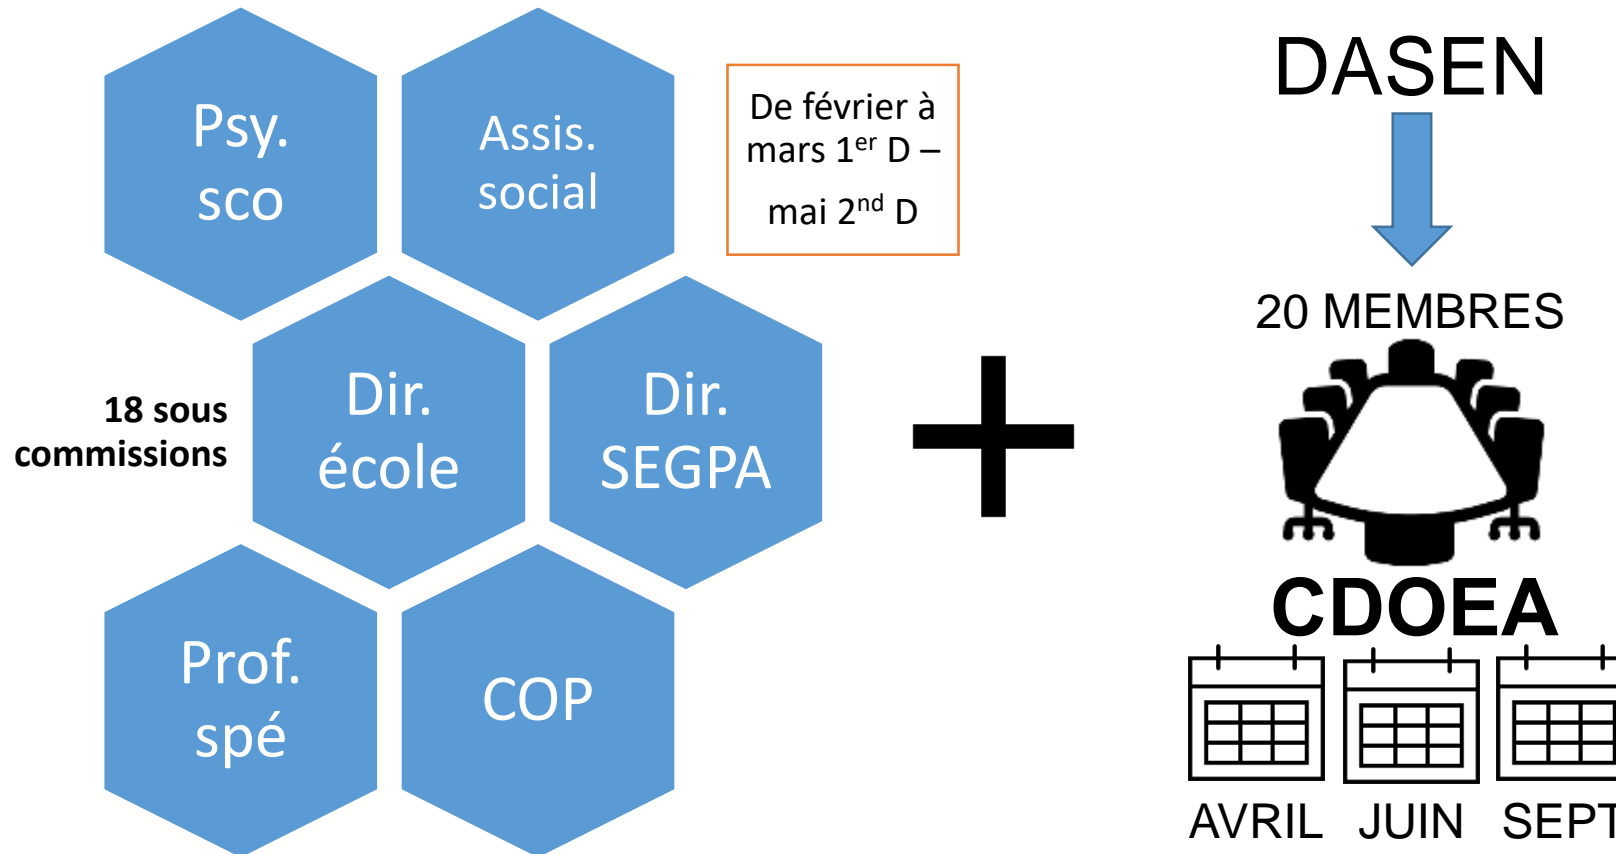 Psy.
sco
Assis.
social
De février à
mars 1er D –
mai 2nd D
18 sous
commissions
Dir.
école
Dir.
SEGPA
Prof.
spé
COP
DASEN
20 MEMBRES
CDOEA
AVRIL
JUIN
SEPT